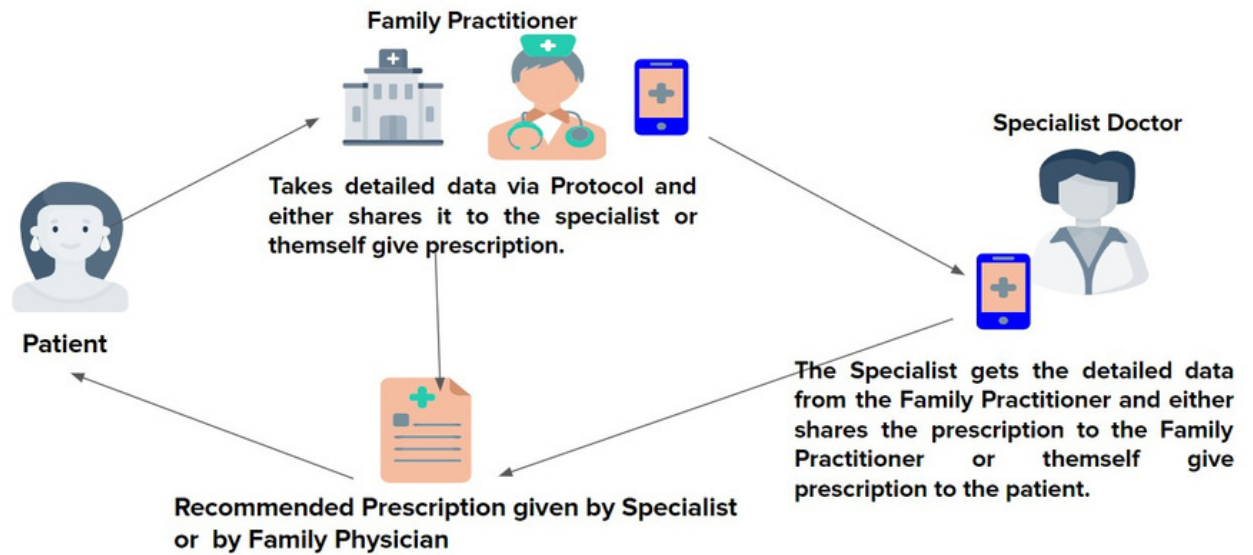 Family Practitioner
Takes detailed data via Protocol and
either shares it to the specialist or
themself give prescription.
Specialist Doctor
Patient
The Specialist gets the detailed data
from the Family Practitioner and either
shares the prescription to the Family
Practitioner or themself give
prescription to the patient.
Recommended Prescription given by Specialist
or by Family Physician